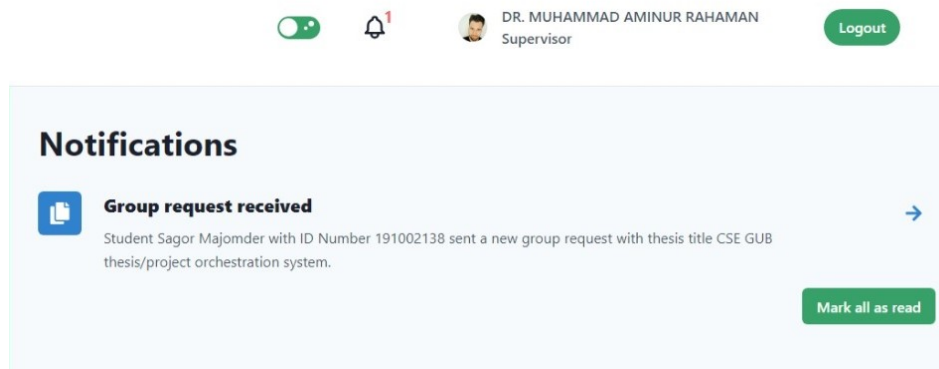 1
DR. MUHAMMAD AMINUR RAHAMAN
Supervisor
Logout
Notifications
Group request received
Student Sagor Majomder with ID Number 191002138 sent a new group request with thesis title CSE GUB
thesis/project orchestration system.
Mark all as read